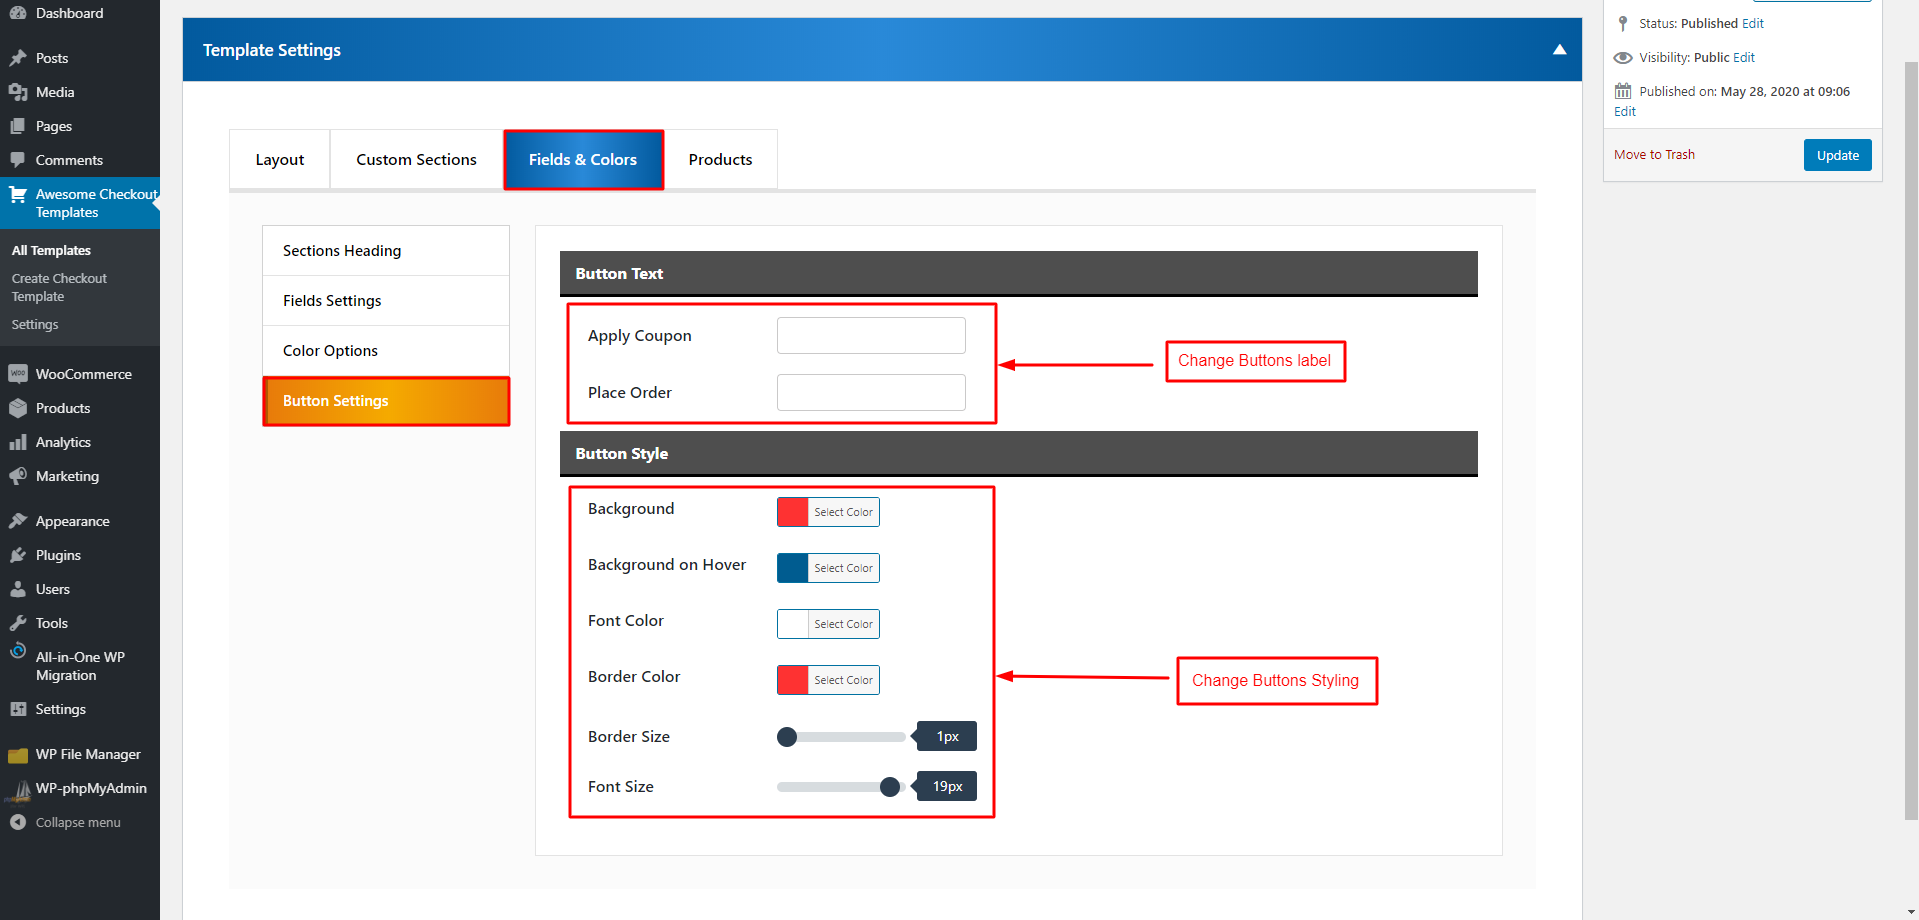 Dashboard
Posts
Media
Pages
Comments
Awesome Checkout
Templates
All Templates
Create Checkout
Template
Settings
WooCommerce
Products
Analytics
Marketing
Appearance
Plugins
Users
Tools
All-in-One WP
Migration
Settings
WP File Manager
WP-phpMyAdmin
Collapse menu
Template Settings
Layout
Custom Sections
Fields & Colors
Products
Sections Heading
Fields Settings
Color Options
Button Settings
Button Text
Apply Coupon
Place Order
Change Buttons label
Button Style
Background
Select Color
Background on Hover
Select Color
Font Color
Select Color
Border Color
Select Color
Change Buttons Styling
Border Size
1px
Font Size
19px
Status: Published Edit
Visibility: Public Edit
Published on: May 28, 2020 at 09:06
Edit
Move to Trash
Update